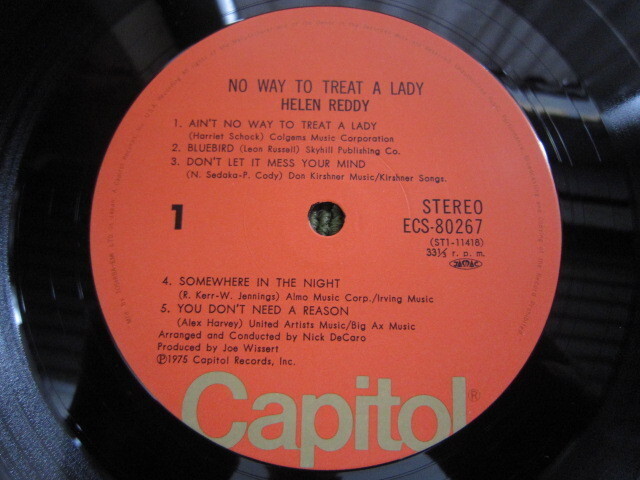 NO WAY TO TREAT A LADY
HELEN REDDY
1. AIN'T NO WAY TO TREAT A LADY
(Harriet Schock) Colgems Music Corporation
2. BLUEBIRD (Leon Russell) Skyhill Publishing Co.
3. DON'T LET IT MESS YOUR MIND
(N. Sedaka-P. Cody) Don Kirshner Music/Kirshner Songs.
1
STEREO
ECS-80267
(ST1-11418)
33⅓ r. p. m.
JASRAC
4. SOMEWHERE IN THE NIGHT
(R. Kerr-W. Jennings) Almo Music Corp./Irving Music
5. YOU DON'T NEED A REASON
(Alex Harvey) United Artists Music/Big Ax Music
Arranged and Conducted by Nick DeCaro
Produced by Joe Wissert
Ⓟ1975 Capitol Records, Inc.
Capitol®